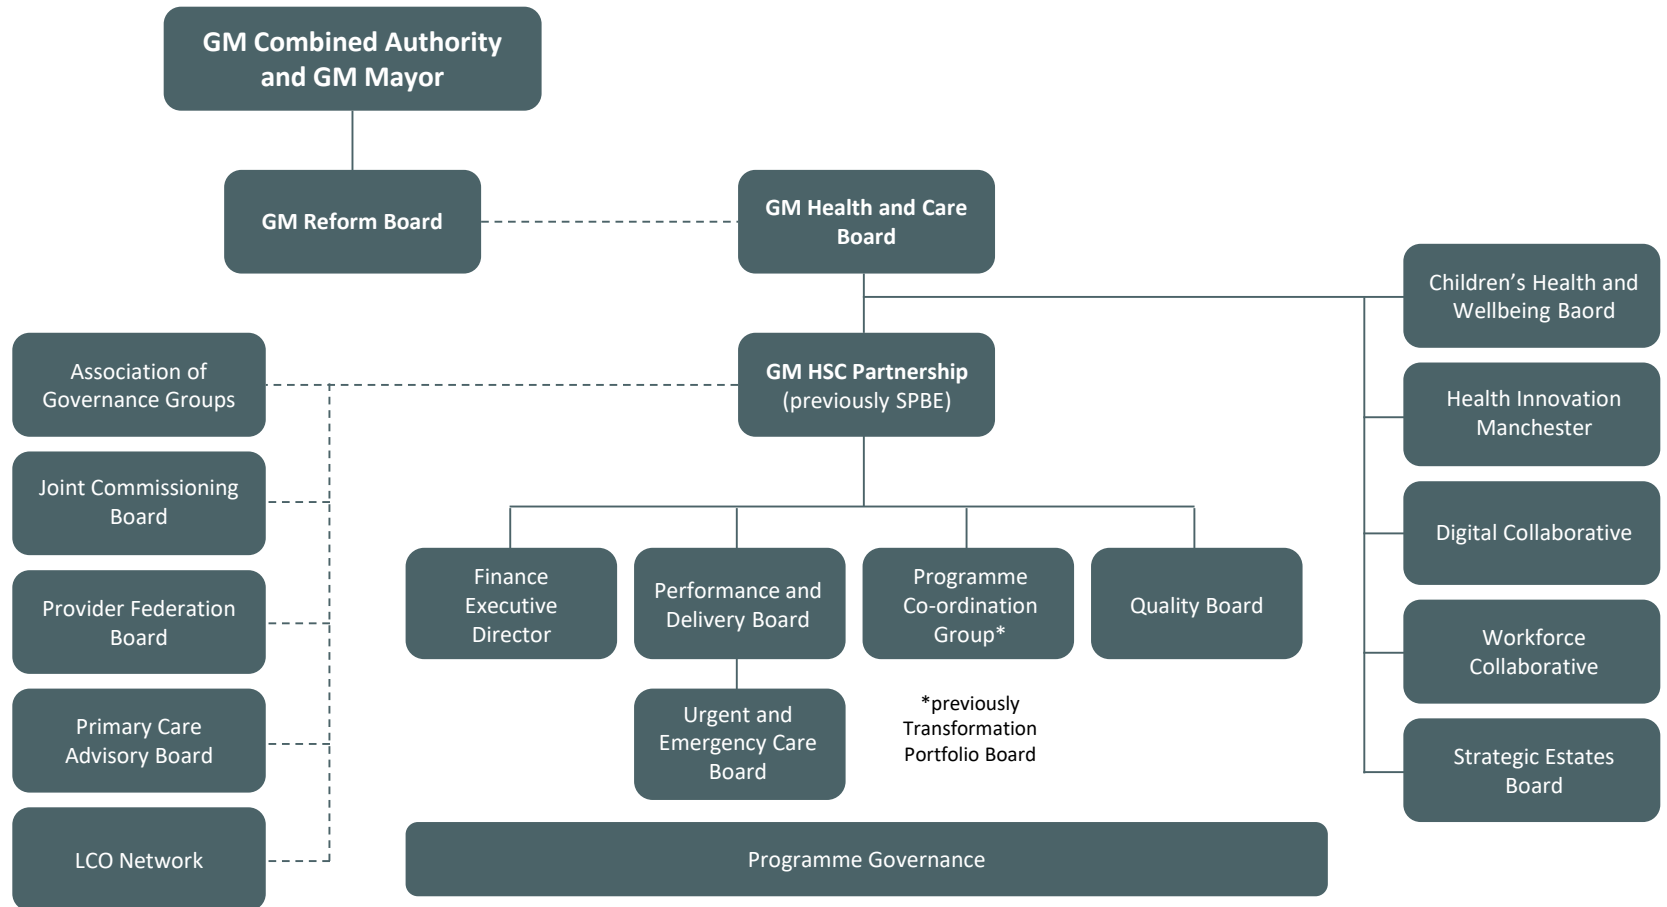 GM Combined Authority
and GM Mayor
GM Reform Board
GM Health and Care
Board
Children’s Health and
Wellbeing Baord
Association of
Governance Groups
GM HSC Partnership
(previously SPBE)
Health Innovation
Manchester
Joint Commissioning
Board
Digital Collaborative
Finance
Executive
Director
Performance and
Delivery Board
Programme
Co-ordination
Group*
Quality Board
Provider Federation
Board
Workforce
Collaborative
Primary Care
Advisory Board
Urgent and
Emergency Care
Board
*previously
Transformation
Portfolio Board
Strategic Estates
Board
LCO Network
Programme Governance